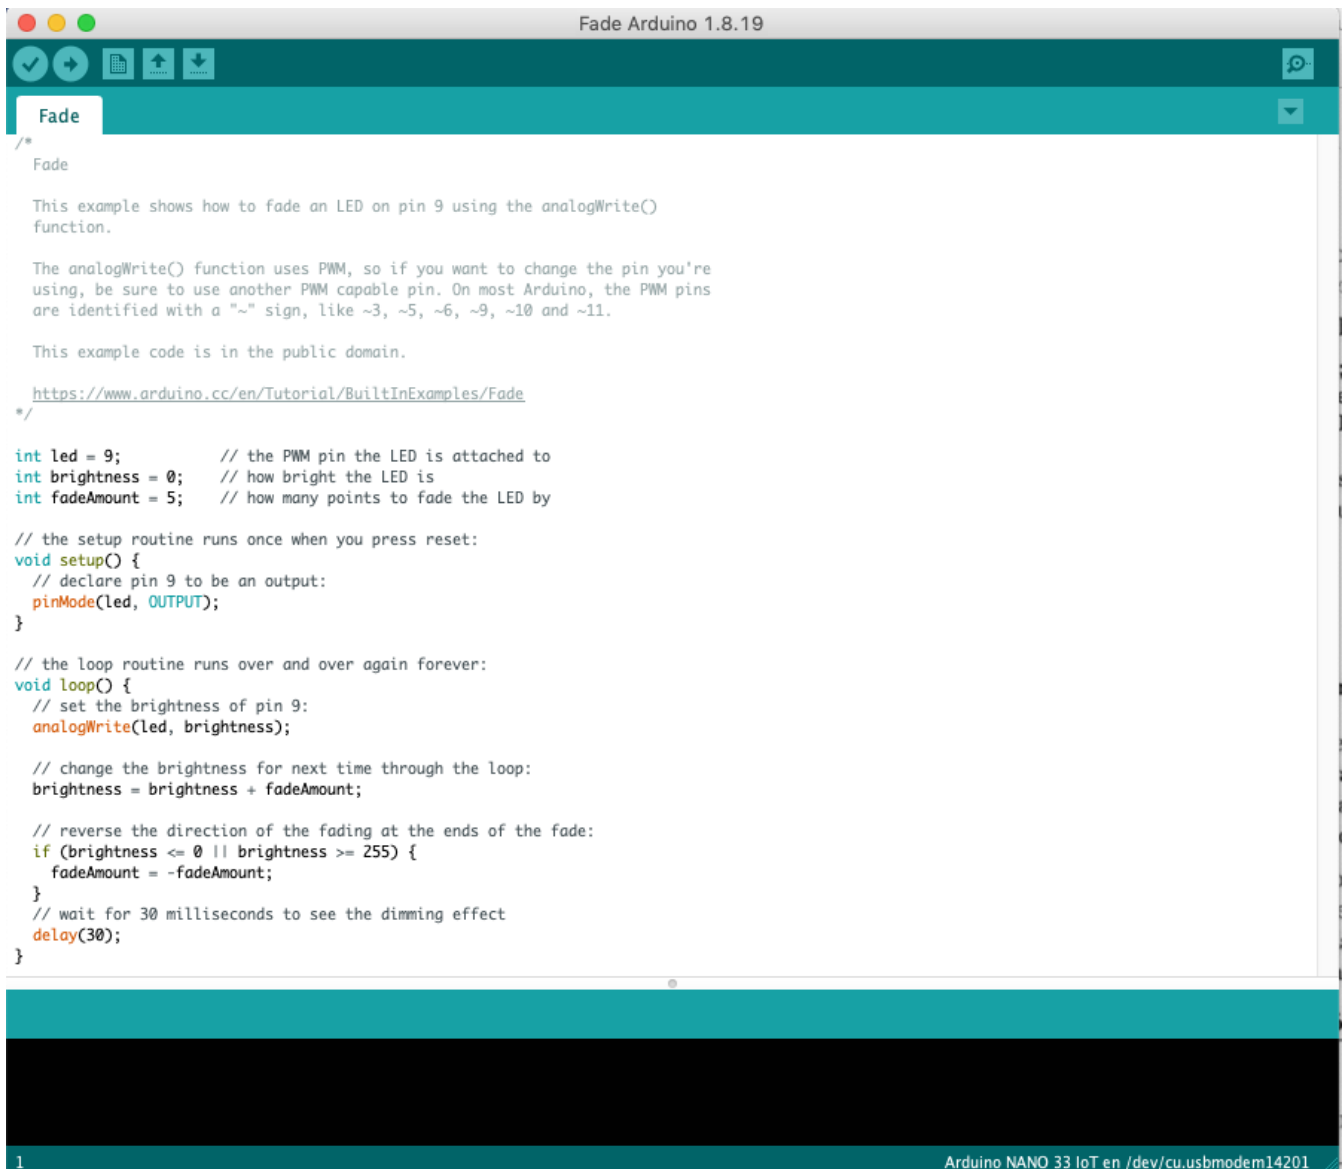 Fade Arduino 1.8.19
Fade
/*
  Fade

  This example shows how to fade an LED on pin 9 using the analogWrite()
  function.

  The analogWrite() function uses PWM, so if you want to change the pin you're
  using, be sure to use another PWM capable pin. On most Arduino, the PWM pins
  are identified with a "~" sign, like ~3, ~5, ~6, ~9, ~10 and ~11.

  This example code is in the public domain.

  https://www.arduino.cc/en/Tutorial/BuiltInExamples/Fade
*/

int led = 9;           // the PWM pin the LED is attached to
int brightness = 0;    // how bright the LED is
int fadeAmount = 5;    // how many points to fade the LED by

// the setup routine runs once when you press reset:
void setup() {
  // declare pin 9 to be an output:
  pinMode(led, OUTPUT);
}

// the loop routine runs over and over again forever:
void loop() {
  // set the brightness of pin 9:
  analogWrite(led, brightness);

  // change the brightness for next time through the loop:
  brightness = brightness + fadeAmount;

  // reverse the direction of the fading at the ends of the fade:
  if (brightness <= 0 || brightness >= 255) {
    fadeAmount = -fadeAmount;
  }
  // wait for 30 milliseconds to see the dimming effect
  delay(30);
}
1
Arduino NANO 33 IoT en /dev/cu.usbmodem14201